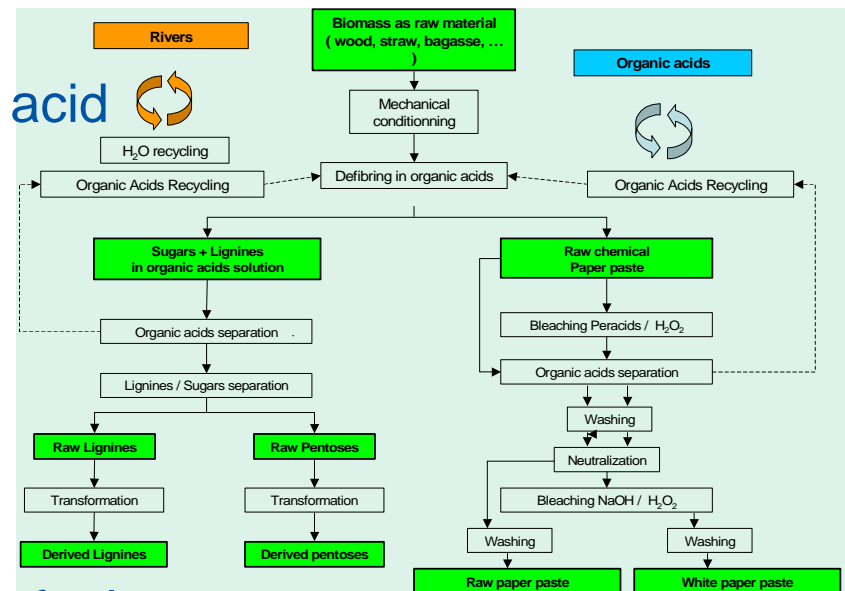 Biomass as raw material
( wood, straw, bagasse, …
)
Rivers
Organic acids
acid
Mechanical
conditionning
H₂O recycling
Organic Acids Recycling
Defibring in organic acids
Organic Acids Recycling
Sugars + Lignines
in organic acids solution
Raw chemical
Paper paste
Organic acids separation .
Bleaching Peracids / H₂O₂
Lignines / Sugars separation
Organic acids separation
Washing
Raw Lignines
Raw Pentoses
Neutralization
Transformation
Transformation
Bleaching NaOH / H₂O₂
Washing
Washing
Derived Lignines
Derived pentoses
Raw paper paste
White paper paste